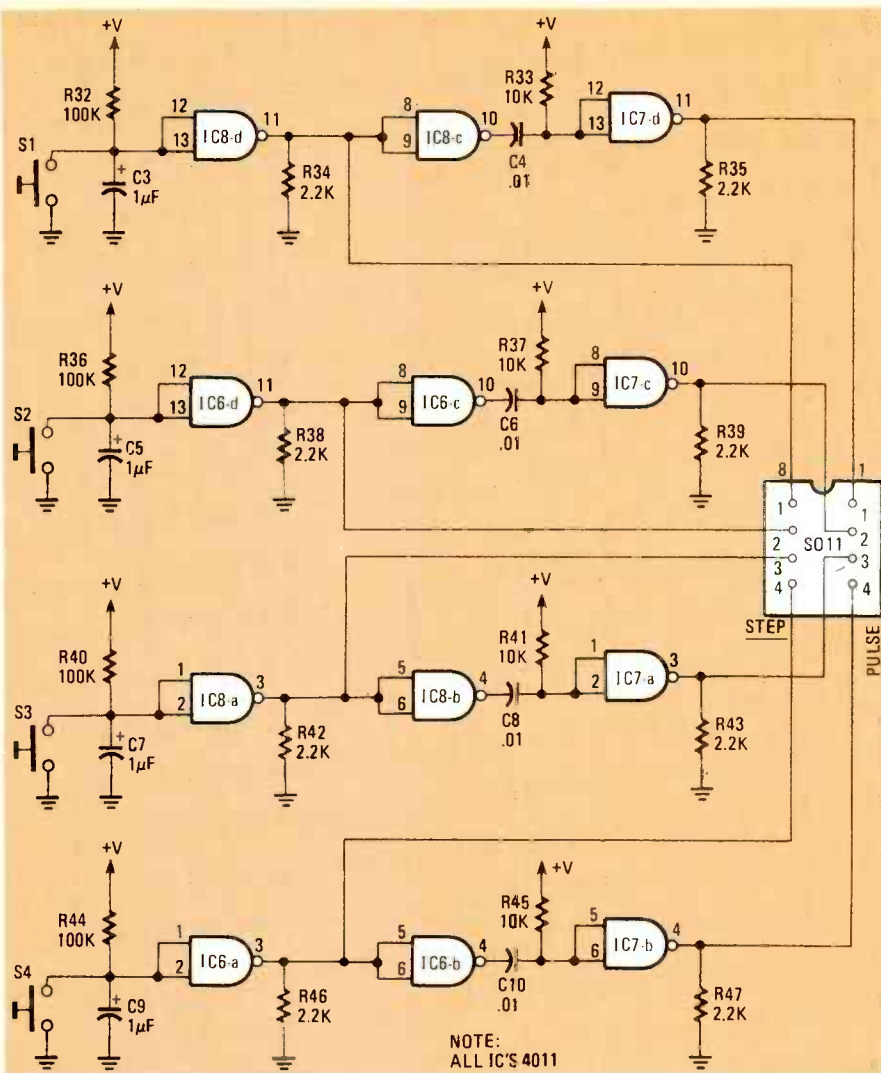 +V
R32
100K
S1
C3
1µF
+
12
13
IC8-d
11
R34
2.2K
8
9
IC8-c
10
C4
.01
+V
R33
10K
12
13
IC7-d
11
R35
2.2K
+V
R36
100K
S2
C5
1µF
+
12
13
IC6-d
11
R38
2.2K
8
9
IC6-c
10
C6
.01
+V
R37
10K
8
9
IC7-c
10
R39
2.2K
8
1
1
2
3
4
SO11
1
2
3
4
STEP
PULSE
+V
R40
100K
S3
C7
1µF
+
1
2
IC8-a
3
R42
2.2K
5
6
IC8-b
4
C8
.01
+V
R41
10K
1
2
IC7-a
3
R43
2.2K
+V
R44
100K
S4
C9
1µF
+
1
2
IC6-a
3
R46
2.2K
5
6
IC6-b
4
C10
.01
+V
R45
10K
5
6
IC7-b
4
R47
2.2K
NOTE:
ALL IC'S 4011